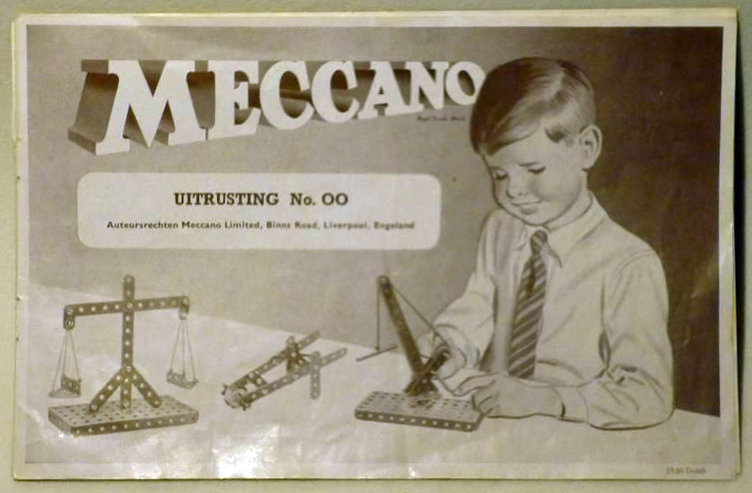 MECCANO
UITRUSTING No. OO
Auteursrechten Meccano Limited, Binns Road, Liverpool, Engeland